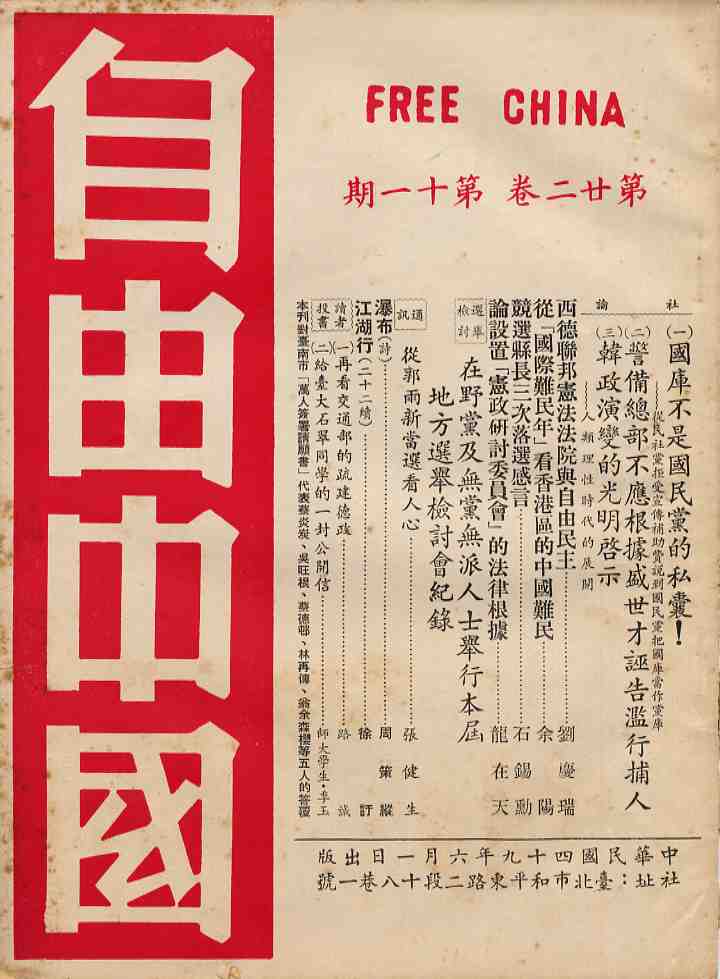 自由中國
FREE CHINA
第廿二卷 第十一期
社論
(一)國庫不是國民黨的私囊！
從民社黨拒受宣傳補助費說到國民黨把國庫當作黨庫
(二)警備總部不應根據盛世才誣告濫行捕人
(三)韓政演變的光明啓示
人類理性時代的展開
西德聯邦憲法法院與自由民主 劉慶瑞
從「國際難民年」看香港區的中國難民 余陽
競選縣長三次落選感言 石錫勳
論設置「憲政研討委員會」的法律根據 龍在天
選舉檢討
在野黨及無黨無派人士舉行本屆
地方選舉檢討會紀錄
通訊
從郭雨新當選看人心 張健生
瀑布(詩) 周策縱
江湖行(二十二續) 徐訏
讀者投書
(一)再看交通部的疏建德政 路誠
(二)給臺大石翠同學的一封公開信 師大學生・李玉
本刊對臺南市「萬人簽署請願書」代表蔡炎炭、吳旺根、蔡德郎、林再傳、翁余森櫻等五人的答覆
中華民國四十九年六月一日出版
社址：臺北市和平東路二段十八巷一號